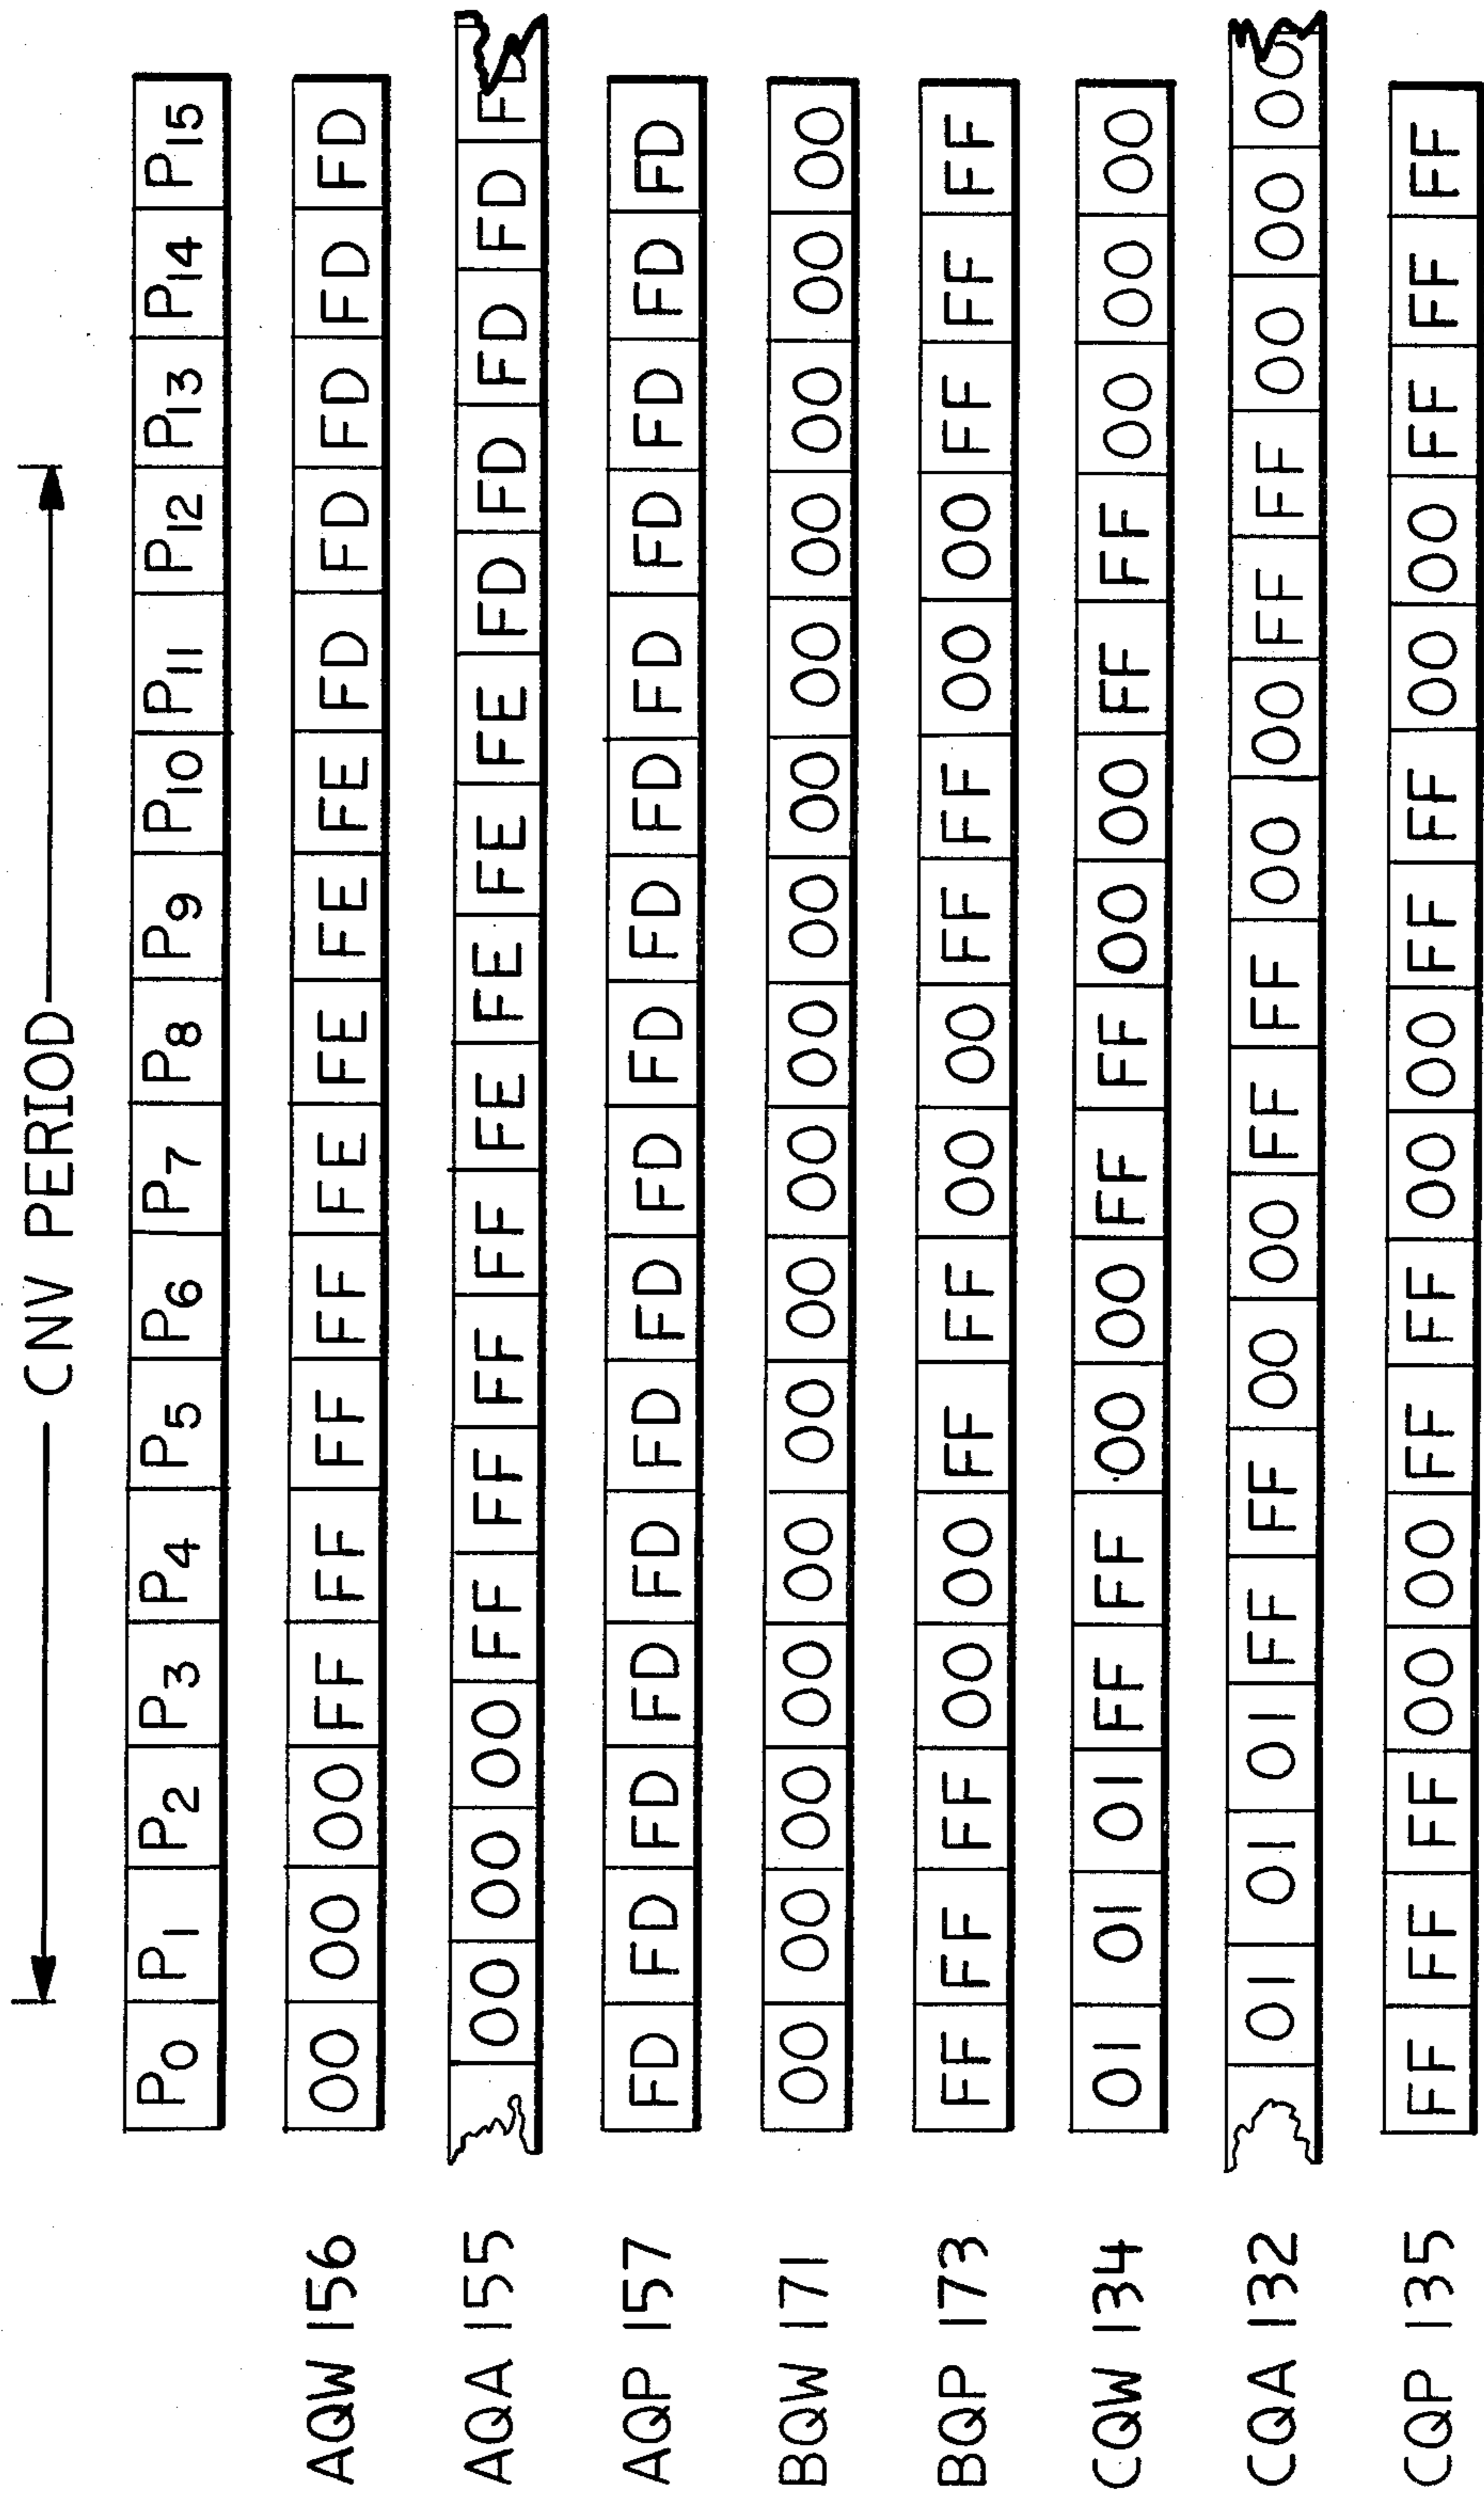 CNV PERIOD
P0 P1 P2 P3 P4 P5 P6 P7 P8 P9 P10 P11 P12 P13 P14 P15
AQW 156 00 00 00 FF FF FF FF FE FE FE FE FD FD FD FD FD
AQA 155 00 00 00 FF FF FF FF FE FE FE FE FD FD FD FD FD
AQP 157 FD FD FD FD FD FD FD FD FD FD FD FD FD FD FD FD
BQW 171 00 00 00 00 00 00 00 00 00 00 00 00 00 00 00 00
BQP 173 FF FF FF 00 00 FF FF 00 00 FF FF 00 00 FF FF FF
CQW 134 01 01 01 FF FF 00 00 FF FF 00 00 FF FF 00 00 00
CQA 132 01 01 01 FF FF 00 00 FF FF 00 00 FF FF 00 00 00
CQP 135 FF FF FF 00 00 FF FF 00 00 FF FF 00 00 FF FF FF